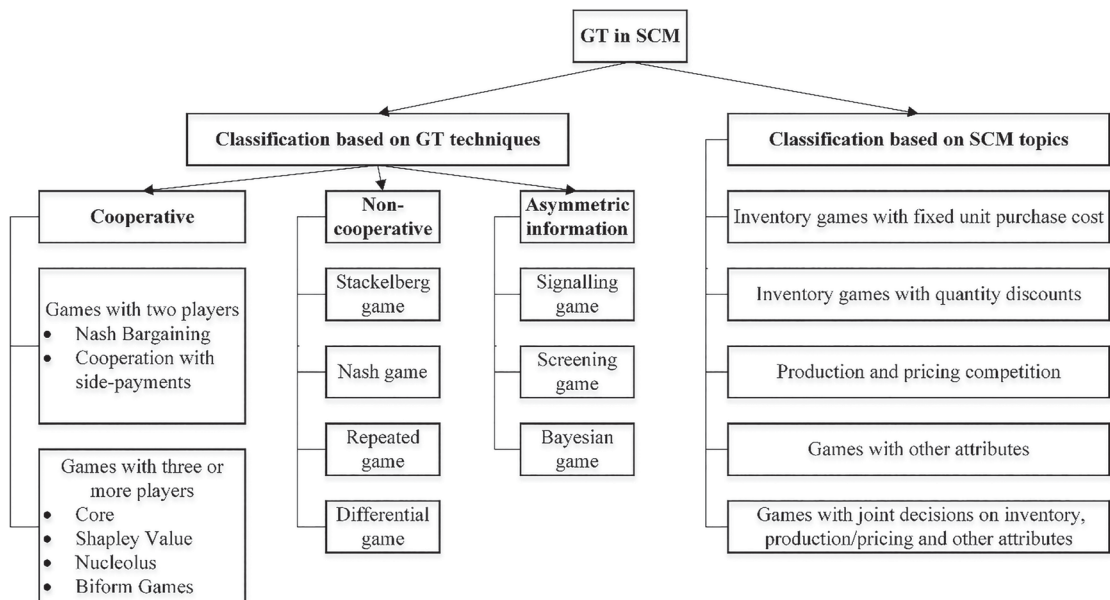 GT in SCM
Classification based on GT techniques
Classification based on SCM topics
Cooperative
Games with two players
• Nash Bargaining
• Cooperation with
side-payments
Games with three or
more players
• Core
• Shapley Value
• Nucleolus
• Biform Games
Non-
cooperative
Stackelberg
game
Nash game
Repeated
game
Differential
game
Asymmetric
information
Signalling
game
Screening
game
Bayesian
game
Inventory games with fixed unit purchase cost
Inventory games with quantity discounts
Production and pricing competition
Games with other attributes
Games with joint decisions on inventory,
production/pricing and other attributes